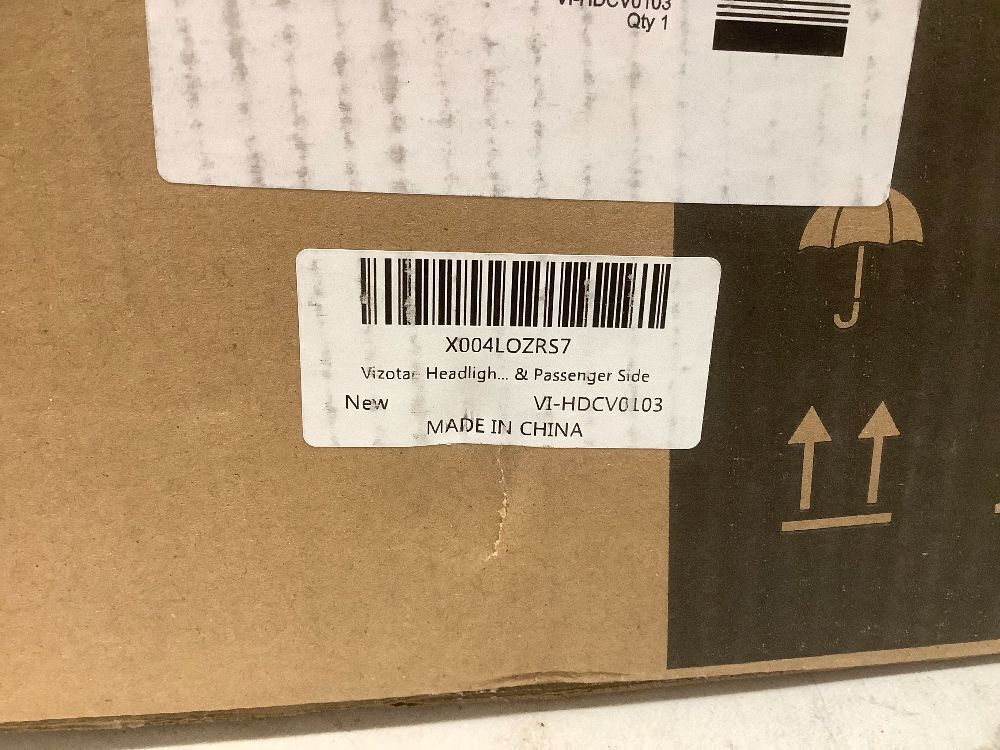 VI-HDCV0103
Qty 1
X004LOZRS7
Vizotar Headligh... & Passenger Side
New VI-HDCV0103
MADE IN CHINA